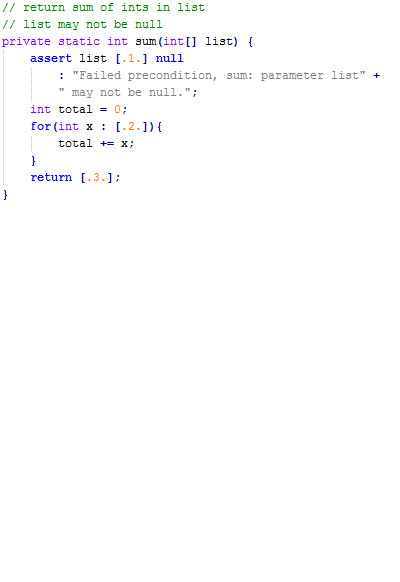 // return sum of ints in list
// list may not be null
private static int sum(int[] list) {
    assert list [.1.] null
        : "Failed precondition, sum: parameter list" +
        " may not be null.";
    int total = 0;
    for(int x : [.2.]){
        total += x;
    }
    return [.3.];
}